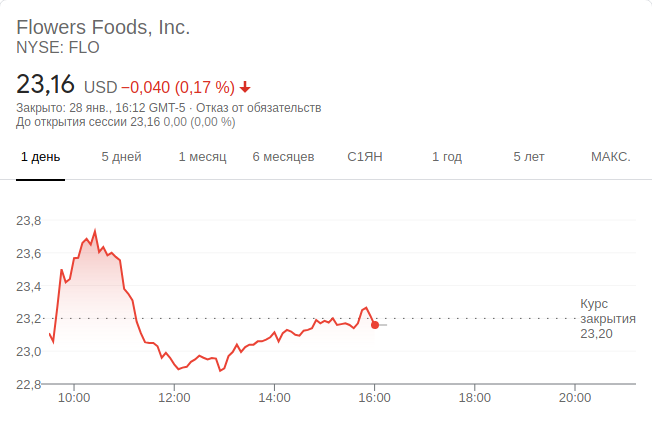 Flowers Foods, Inc.
NYSE: FLO
23,16 USD −0,040 (0,17 %)
Закрыто: 28 янв., 16:12 GMT-5 · Отказ от обязательств
До открытия сессии 23,16 0,00 (0,00 %)
1 день 5 дней 1 месяц 6 месяцев С1ЯН 1 год 5 лет МАКС.
23,8
23,6
23,4
23,2
23,0
22,8
Курс
закрытия
23,20
10:00 12:00 14:00 16:00 18:00 20:00